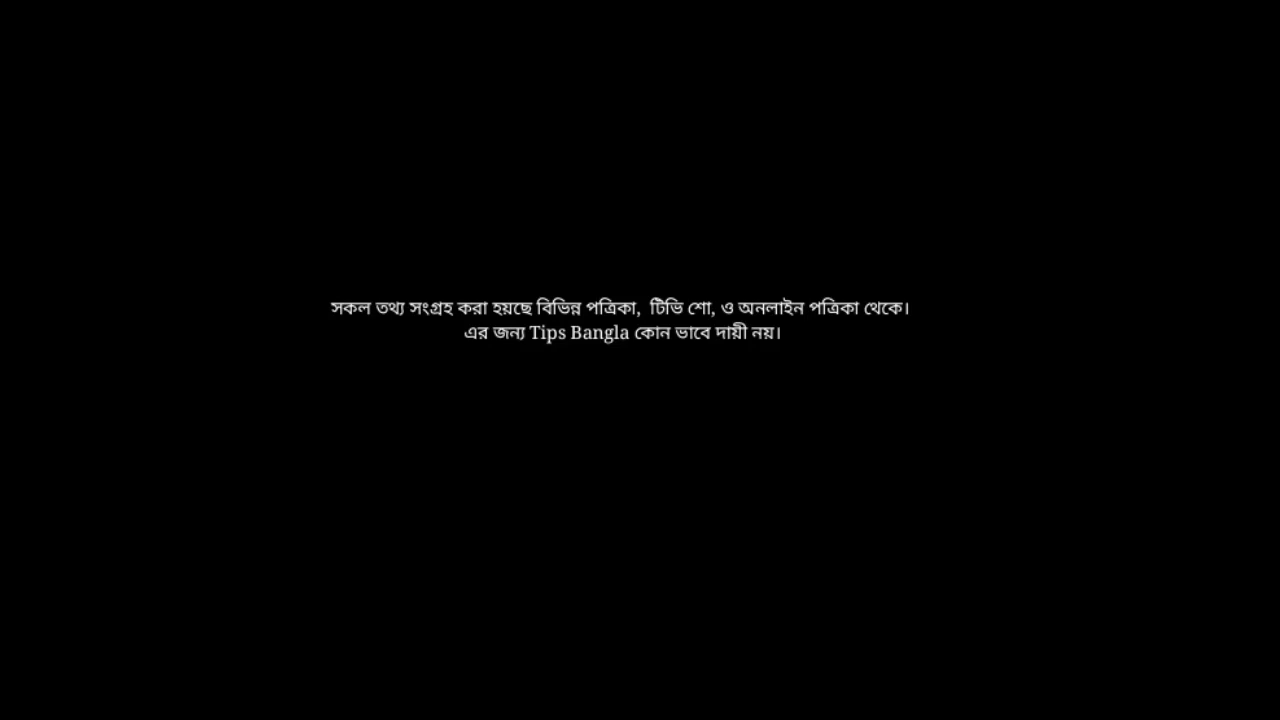 সকল তথ্য সংগ্রহ করা হয়ছে বিভিন্ন পত্রিকা,  টিভি শো, ও অনলাইন পত্রিকা থেকে।
এর জন্য Tips Bangla কোন ভাবে দায়ী নয়।